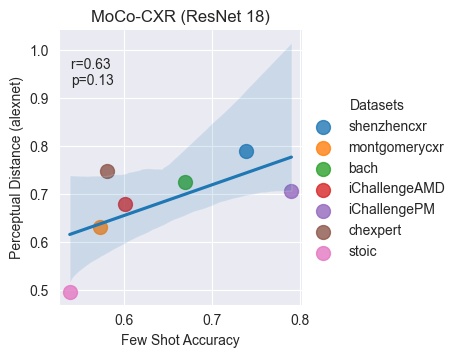 MoCo-CXR (ResNet 18)
r=0.63
p=0.13
1.0
0.9
0.8
0.7
0.6
0.5
Perceptual Distance (alexnet)
0.6 0.7 0.8
Few Shot Accuracy
Datasets
shenzhencxr
montgomerycxr
bach
iChallengeAMD
iChallengePM
chexpert
stoic